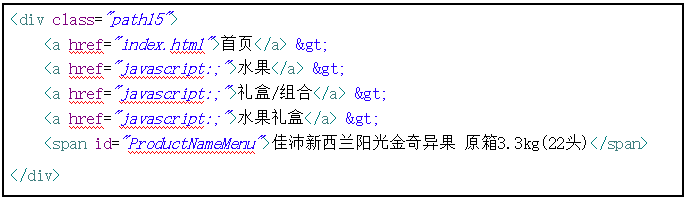 <div class="path15">
<a href="index.html">首页</a> &gt;
<a href="javascript:;">水果</a> &gt;
<a href="javascript:;">礼盒/组合</a> &gt;
<a href="javascript:;">水果礼盒</a> &gt;
<span id="ProductNameMenu">佳沛新西兰阳光金奇异果 原箱3.3kg(22头)</span>
</div>